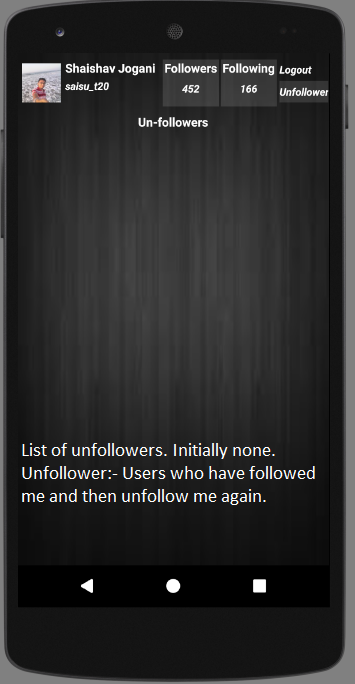 Shaishav Jogani
saisu_t20
Followers
452
Following
166
Logout
Unfollower
Un-followers
List of unfollowers. Initially none.
Unfollower:- Users who have followed
me and then unfollow me again.